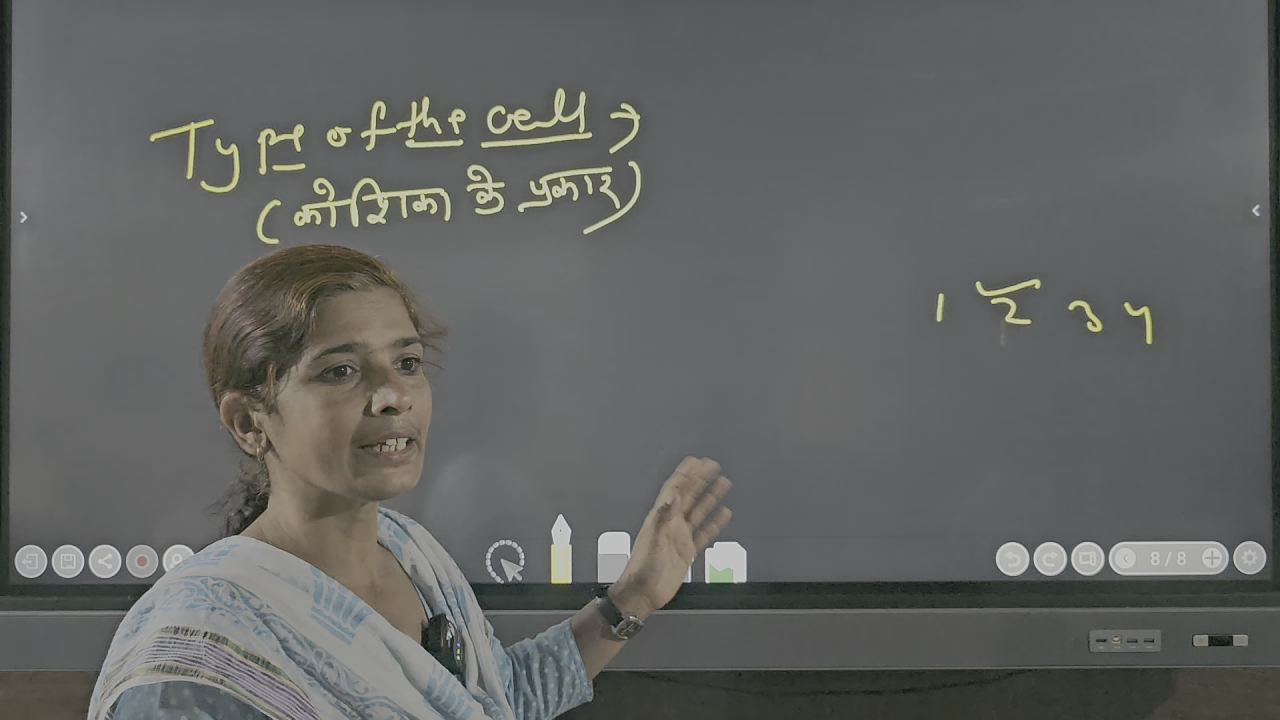 Type of the cell →
(कोशिका के प्रकार)
1 2 3 4
8/8